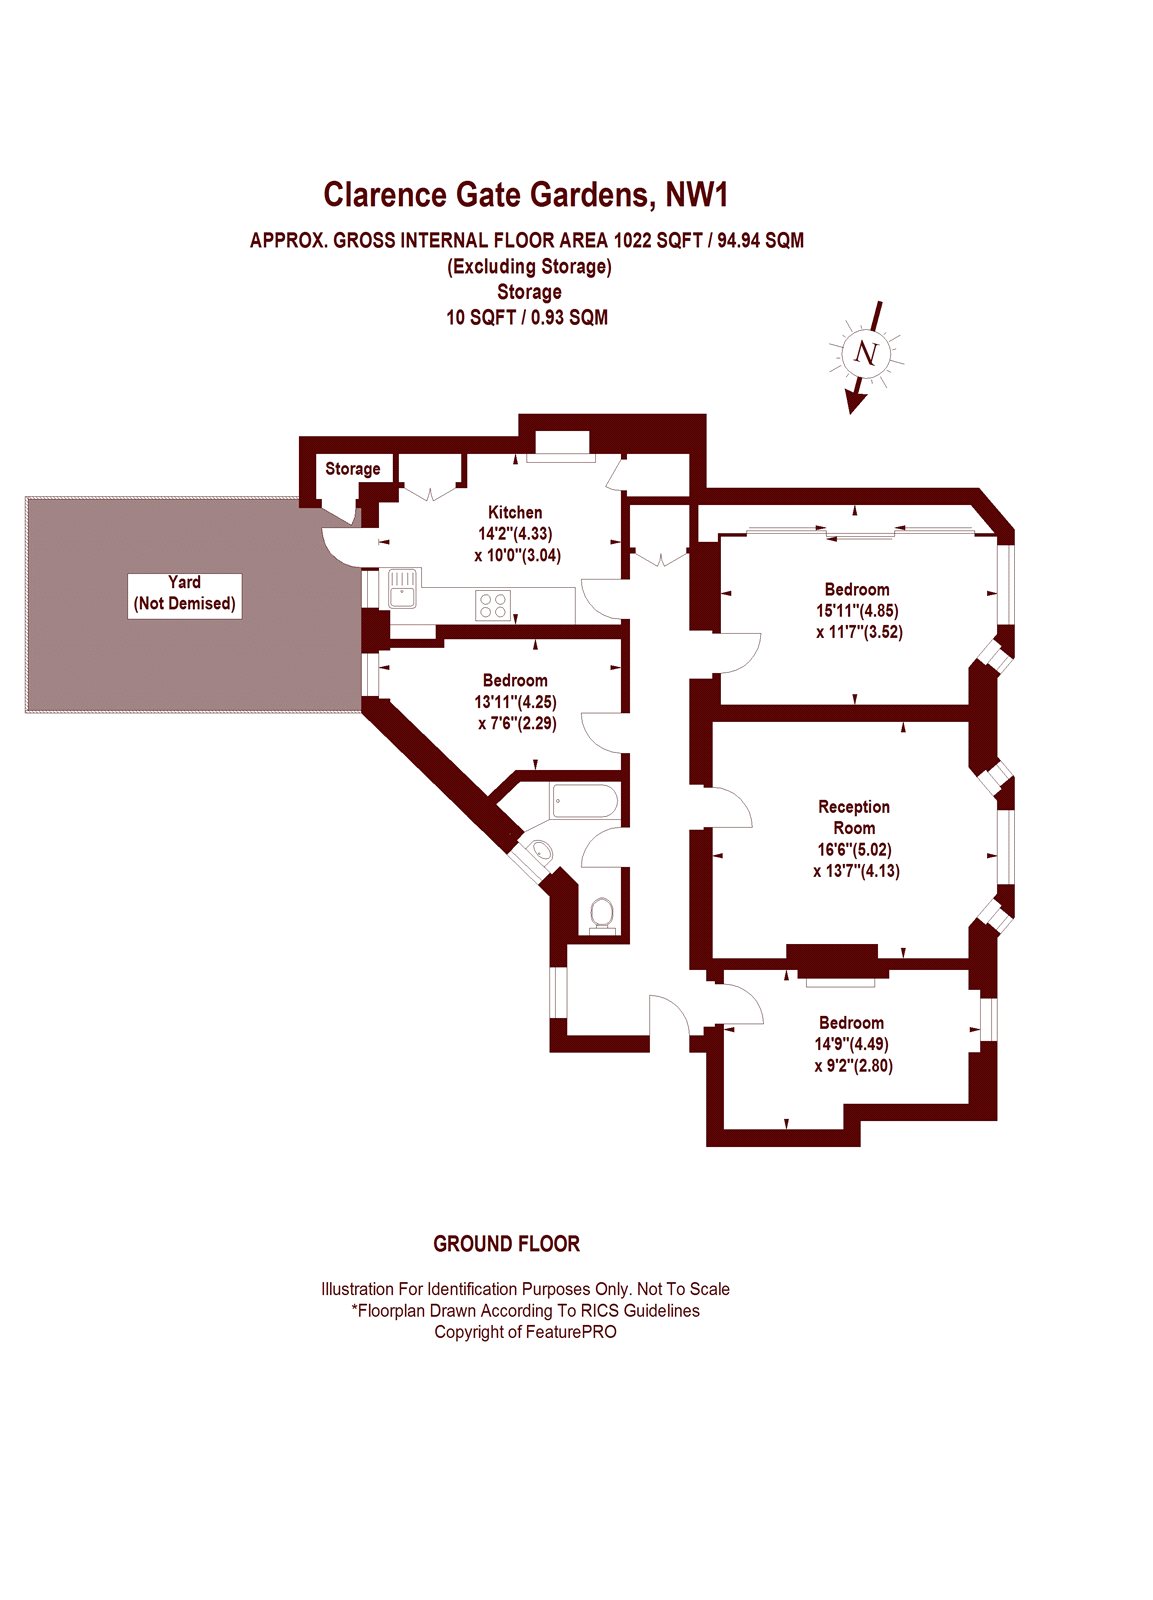 Clarence Gate Gardens, NW1
APPROX. GROSS INTERNAL FLOOR AREA 1022 SQFT / 94.94 SQM
(Excluding Storage)
Storage
10 SQFT / 0.93 SQM
N
Storage
Kitchen
14'2"(4.33)
x 10'0"(3.04)
Yard
(Not Demised)
Bedroom
15'11"(4.85)
x 11'7"(3.52)
Bedroom
13'11"(4.25)
x 7'6"(2.29)
Reception
Room
16'6"(5.02)
x 13'7"(4.13)
Bedroom
14'9"(4.49)
x 9'2"(2.80)
GROUND FLOOR
Illustration For Identification Purposes Only. Not To Scale
*Floorplan Drawn According To RICS Guidelines
Copyright of FeaturePRO